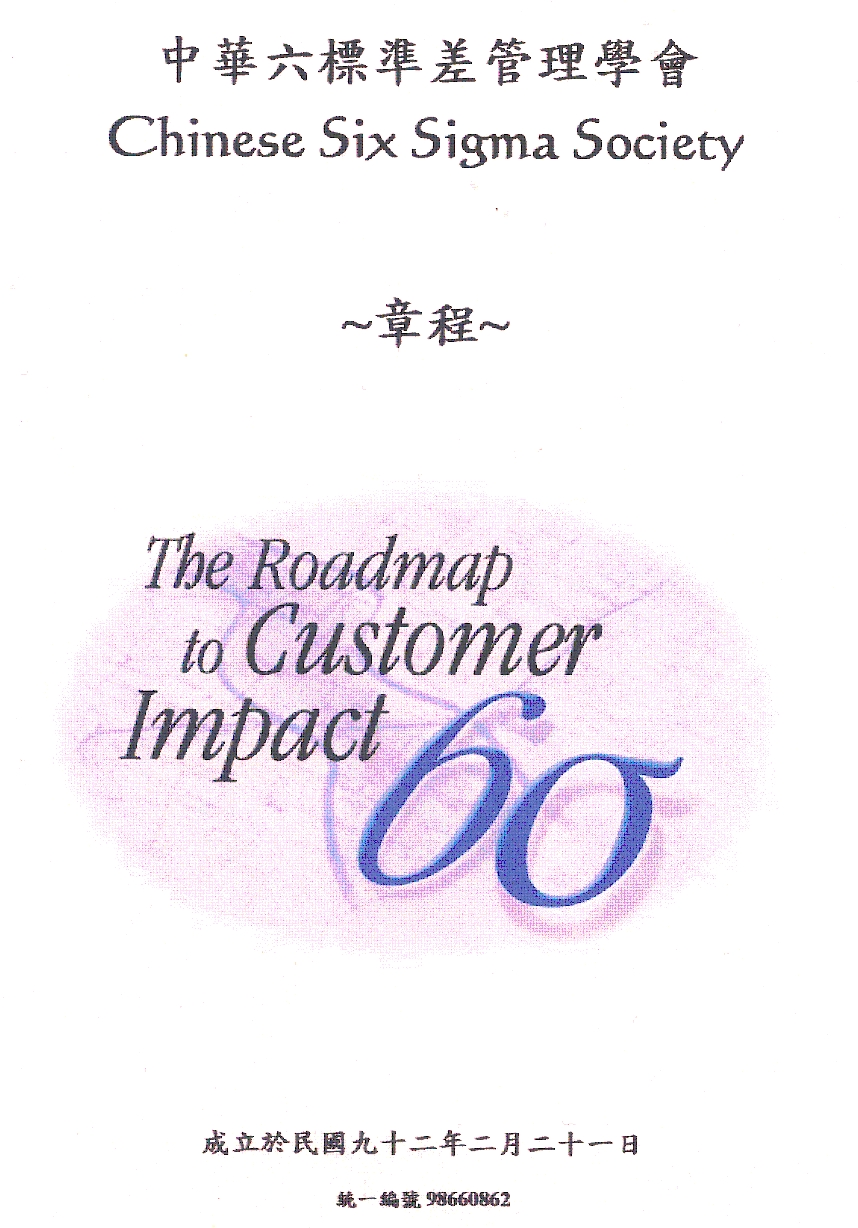 中華六標準差管理學會
Chinese Six Sigma Society
~章程~
The Roadmap
to Customer
Impact
6σ
成立於民國九十二年二月二十一日
統一編號 98660862